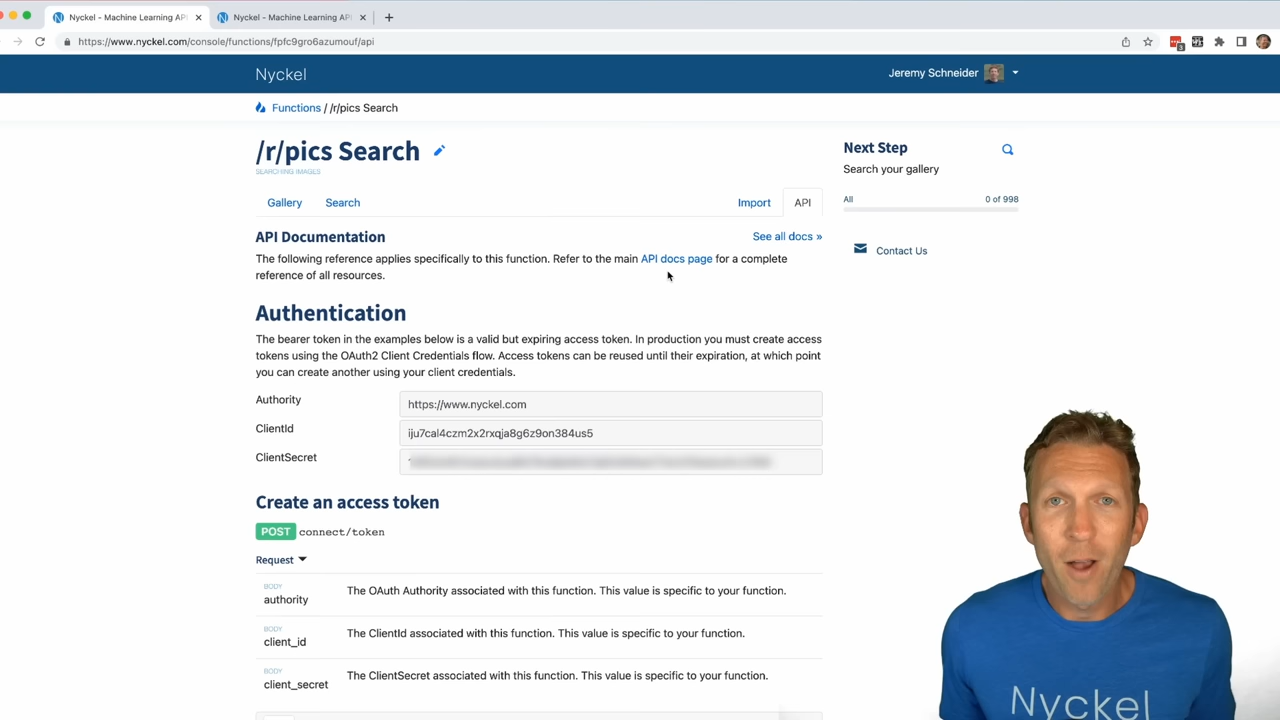 Nyckel - Machine Learning API
Nyckel - Machine Learning API
https://www.nyckel.com/console/functions/fpfc9gro6azumouf/api
Nyckel
Jeremy Schneider
Functions / /r/pics Search
/r/pics Search
SEARCHING IMAGES
Next Step
Search your gallery
All 0 of 998
Contact Us
Gallery Search Import API
API Documentation See all docs »
The following reference applies specifically to this function. Refer to the main API docs page for a complete
reference of all resources.
Authentication
The bearer token in the examples below is a valid but expiring access token. In production you must create access
tokens using the OAuth2 Client Credentials flow. Access tokens can be reused until their expiration, at which point
you can create another using your client credentials.
Authority https://www.nyckel.com
ClientId iju7cal4czm2x2rxqja8g6z9on384us5
ClientSecret
Create an access token
POST connect/token
Request
BODY
authority The OAuth Authority associated with this function. This value is specific to your function.
BODY
client_id The ClientId associated with this function. This value is specific to your function.
BODY
client_secret The ClientSecret associated with this function. This value is specific to your function.
Nyckel